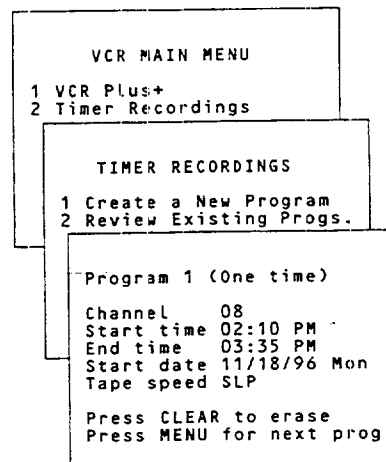 VCR MAIN MENU
1 VCR Plus+
2 Timer Recordings
TIMER RECORDINGS
1 Create a New Program
2 Review Existing Progs.
Program 1 (One time)
Channel 08
Start time 02:10 PM
End time 03:35 PM
Start date 11/18/96 Mon
Tape speed SLP
Press CLEAR to erase
Press MENU for next prog